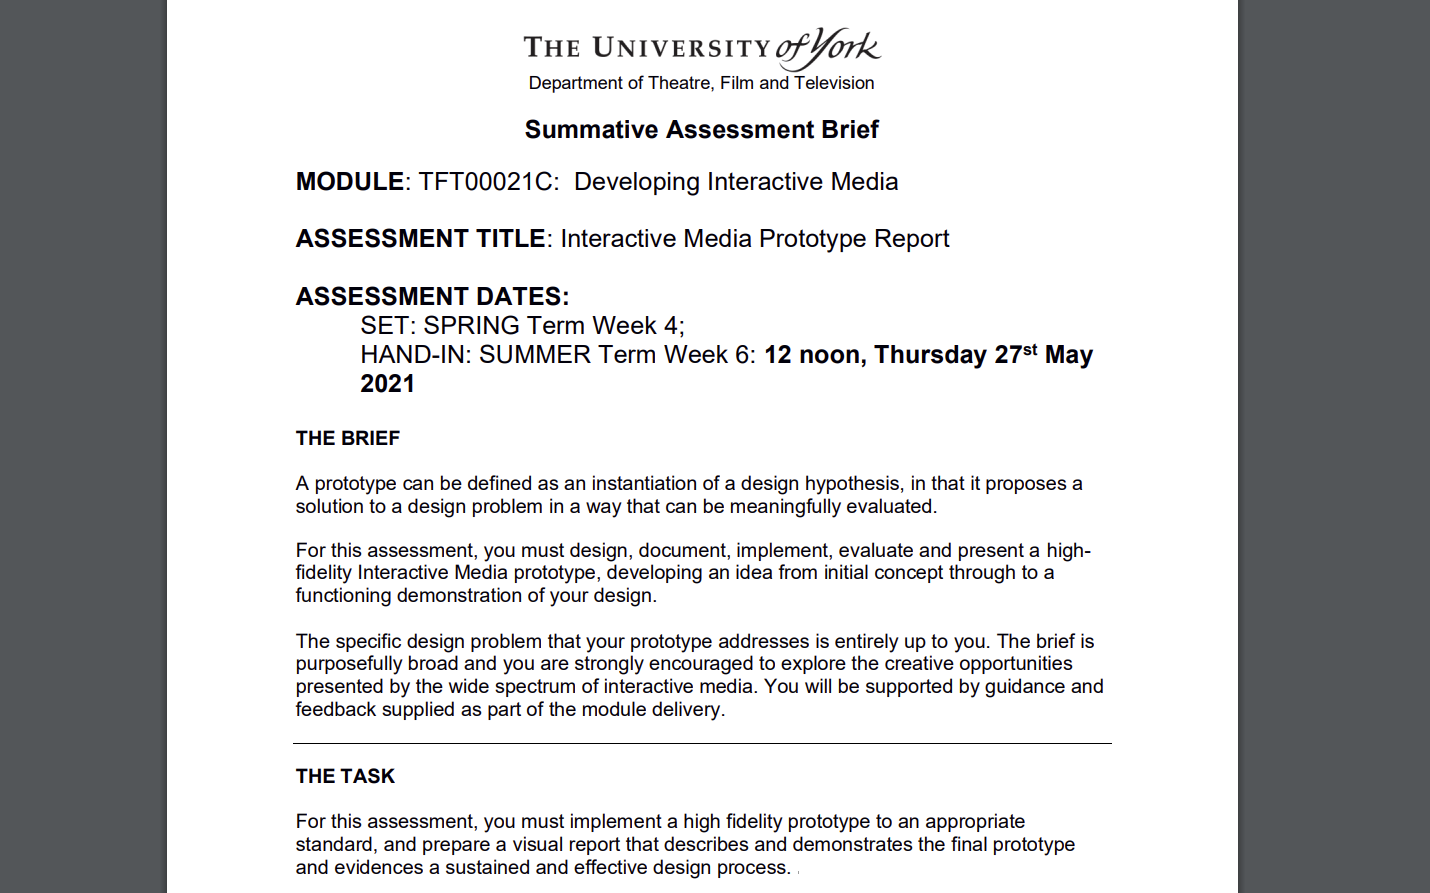 THE UNIVERSITY of York
Department of Theatre, Film and Television
Summative Assessment Brief
MODULE: TFT00021C: Developing Interactive Media
ASSESSMENT TITLE: Interactive Media Prototype Report
ASSESSMENT DATES:
SET: SPRING Term Week 4;
HAND-IN: SUMMER Term Week 6: 12 noon, Thursday 27st May
2021
THE BRIEF
A prototype can be defined as an instantiation of a design hypothesis, in that it proposes a
solution to a design problem in a way that can be meaningfully evaluated.
For this assessment, you must design, document, implement, evaluate and present a high-
fidelity Interactive Media prototype, developing an idea from initial concept through to a
functioning demonstration of your design.
The specific design problem that your prototype addresses is entirely up to you. The brief is
purposefully broad and you are strongly encouraged to explore the creative opportunities
presented by the wide spectrum of interactive media. You will be supported by guidance and
feedback supplied as part of the module delivery.
THE TASK
For this assessment, you must implement a high fidelity prototype to an appropriate
standard, and prepare a visual report that describes and demonstrates the final prototype
and evidences a sustained and effective design process.